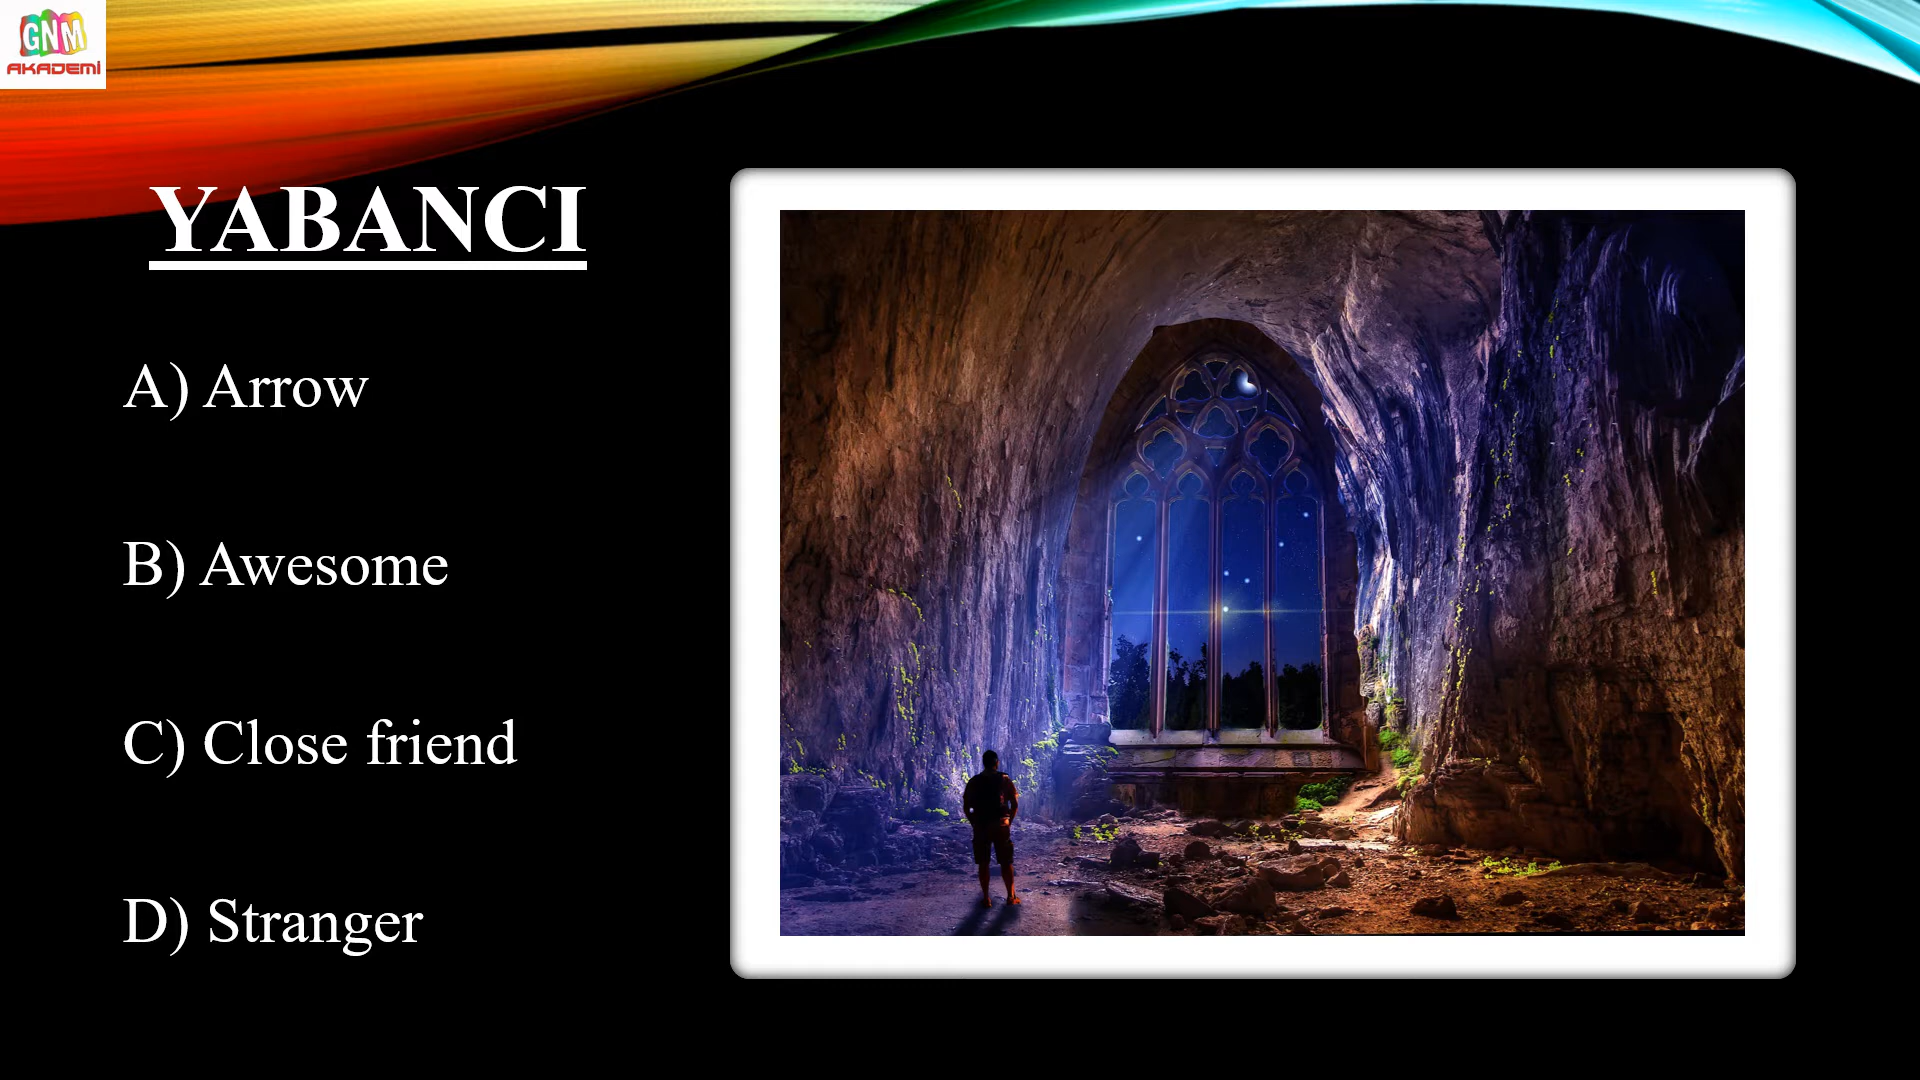 GNM
AKADEMİ
YABANCI
A) Arrow
B) Awesome
C) Close friend
D) Stranger